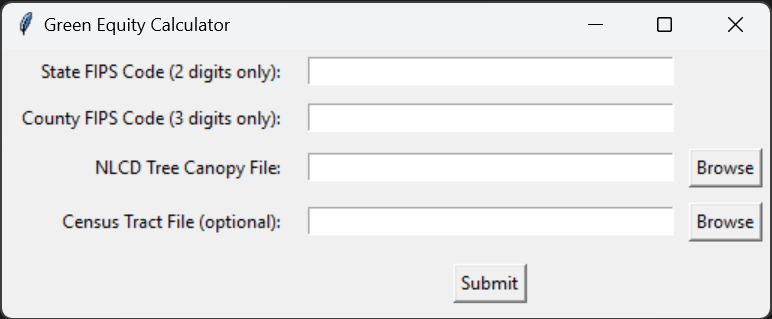 Green Equity Calculator
State FIPS Code (2 digits only):
County FIPS Code (3 digits only):
NLCD Tree Canopy File: Browse
Census Tract File (optional): Browse
Submit